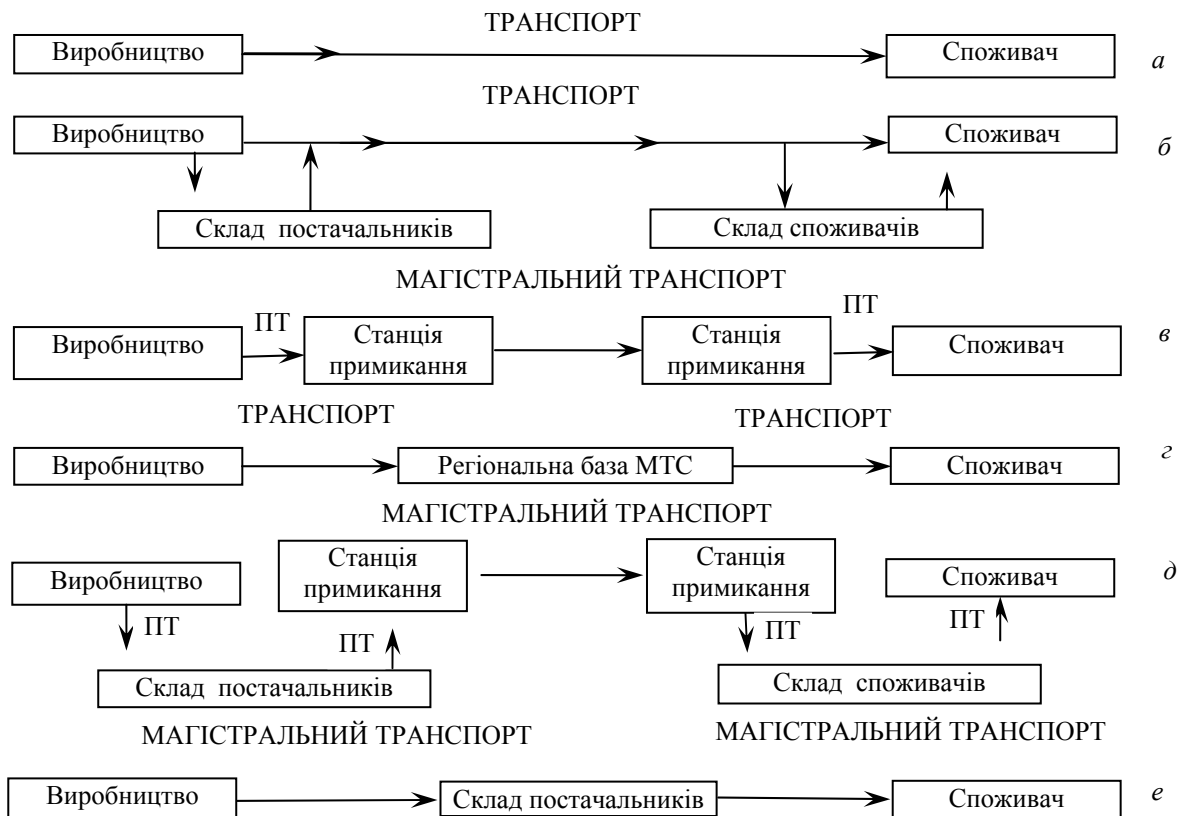 ТРАНСПОРТ
Виробництво
Споживач
а
ТРАНСПОРТ
Виробництво
Споживач
б
Склад постачальників
Склад споживачів
МАГІСТРАЛЬНИЙ ТРАНСПОРТ
Виробництво
ПТ
Станція
примикання
Станція
примикання
ПТ
Споживач
в
ТРАНСПОРТ
ТРАНСПОРТ
Виробництво
Регіональна база МТС
Споживач
г
МАГІСТРАЛЬНИЙ ТРАНСПОРТ
Виробництво
Станція
примикання
Станція
примикання
Споживач
д
ПТ
ПТ
ПТ
ПТ
Склад постачальників
Склад споживачів
МАГІСТРАЛЬНИЙ ТРАНСПОРТ
МАГІСТРАЛЬНИЙ ТРАНСПОРТ
Виробництво
Склад постачальників
Споживач
е